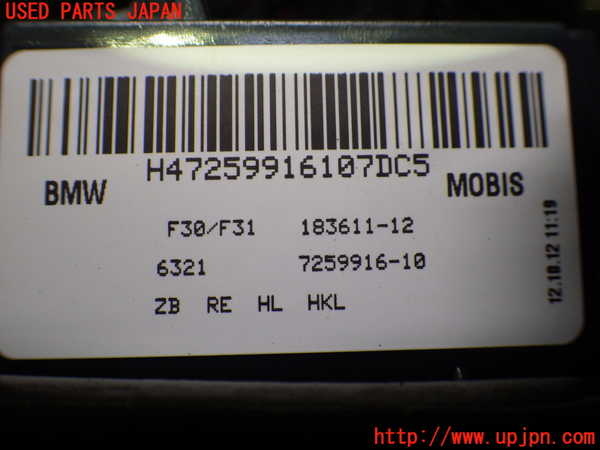 USED PARTS JAPAN
H47259916107DC5
BMW
MOBIS
F30/F31 183611-12
6321 7259916-10
ZB RE HL HKL
12.10.12 11:19
http://www.upjpn.com/